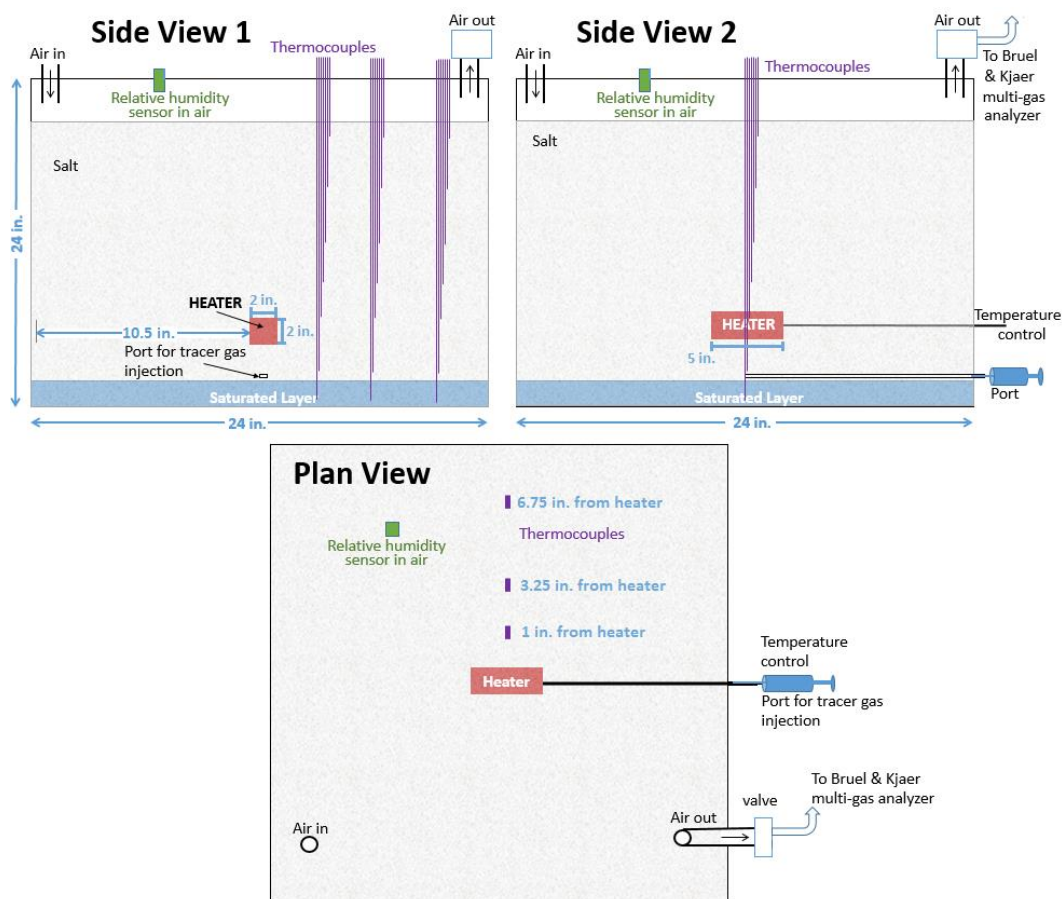 Side View 1
Thermocouples
Air in
Air out
Relative humidity
sensor in air
Salt
24 in.
HEATER
2 in.
2 in.
10.5 in.
Port for tracer gas
injection
Saturated Layer
24 in.
Side View 2
Thermocouples
Air in
Air out
To Bruel
& Kjaer
multi-gas
analyzer
Relative humidity
sensor in air
Salt
HEATER
Temperature
control
5 in.
Port
Saturated Layer
24 in.
Plan View
6.75 in. from heater
Thermocouples
Relative humidity
sensor in air
3.25 in. from heater
1 in. from heater
Heater
Temperature
control
Port for tracer gas
injection
To Bruel & Kjaer
multi-gas analyzer
valve
Air out
Air in